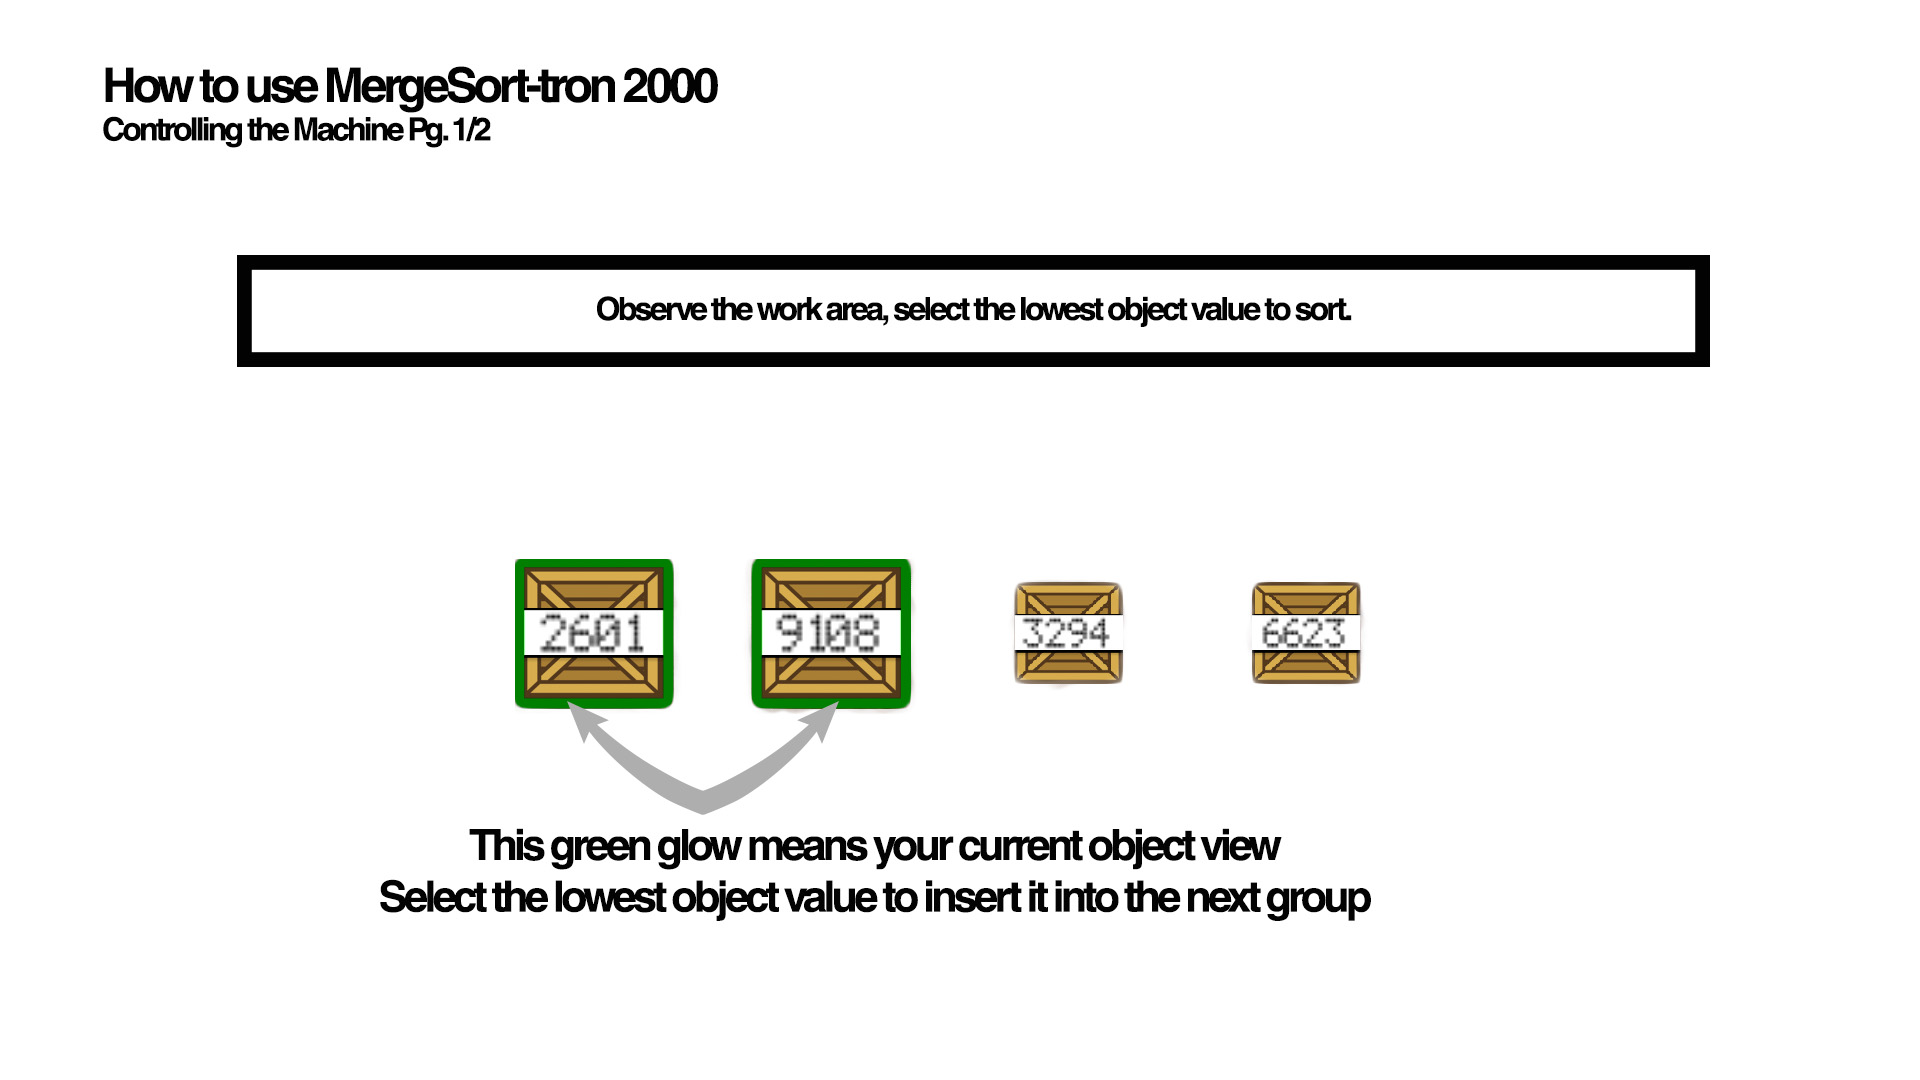 How to use MergeSort-tron 2000
Controlling the Machine Pg. 1/2
Observe the work area, select the lowest object value to sort.
2601 9108 3294 6623
This green glow means your current object view
Select the lowest object value to insert it into the next group